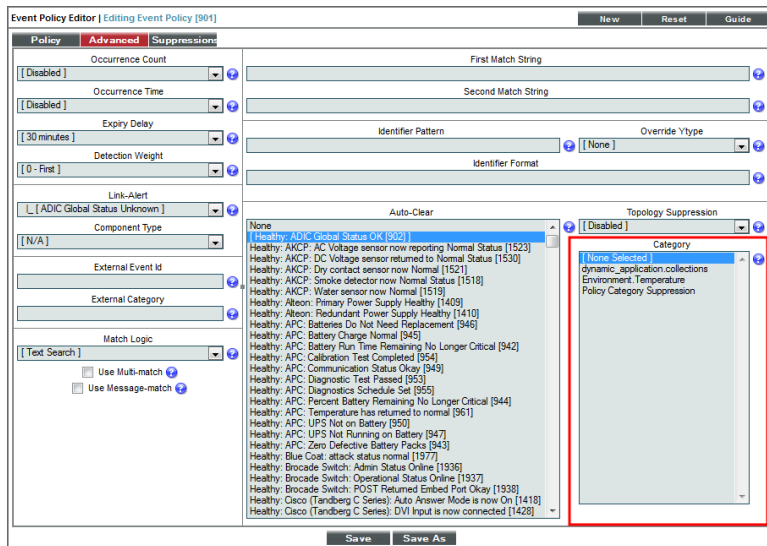 Event Policy Editor | Editing Event Policy [901]
New Reset Guide
Policy Advanced Suppressions
Occurrence Count
[ Disabled ]
Occurrence Time
[ Disabled ]
Expiry Delay
[ 30 minutes ]
Detection Weight
[ 0 - First ]
Link-Alert
|_ [ ADIC Global Status Unknown ]
Component Type
[ N/A ]
External Event Id
External Category
Match Logic
[ Text Search ]
Use Multi-match
Use Message-match
First Match String
Second Match String
Identifier Pattern
Override Ytype
[ None ]
Identifier Format
Auto-Clear
None
[ Healthy: ADIC Global Status OK [902] ]
Healthy: AKCP: AC Voltage sensor now reporting Normal Status [1523]
Healthy: AKCP: DC Voltage sensor returned to Normal Status [1530]
Healthy: AKCP: Dry contact sensor now Normal [1521]
Healthy: AKCP: Smoke detector now Normal Status [1518]
Healthy: AKCP: Water sensor now Normal [1519]
Healthy: Alteon: Primary Power Supply Healthy [1409]
Healthy: Alteon: Redundant Power Supply Healthy [1410]
Healthy: APC: Batteries Do Not Need Replacement [946]
Healthy: APC: Battery Charge Normal [945]
Healthy: APC: Battery Run Time Remaining No Longer Critical [942]
Healthy: APC: Calibration Test Completed [954]
Healthy: APC: Communication Status Okay [949]
Healthy: APC: Diagnostic Test Passed [953]
Healthy: APC: Diagnostics Schedule Set [955]
Healthy: APC: Percent Battery Remaining No Longer Critical [944]
Healthy: APC: Temperature has returned to normal [961]
Healthy: APC: UPS Not on Battery [950]
Healthy: APC: UPS Not Running on Battery [947]
Healthy: APC: Zero Defective Battery Packs [943]
Healthy: Blue Coat: attack status normal [1977]
Healthy: Brocade Switch: Admin Status Online [1936]
Healthy: Brocade Switch: Operational Status Online [1937]
Healthy: Brocade Switch: POST Returned Embed Port Okay [1938]
Healthy: Cisco (Tandberg C Series): Auto Answer Mode is now On [1418]
Healthy: Cisco (Tandberg C Series): DVI Input is now connected [1428]
Topology Suppression
[ Disabled ]
Category
[ None Selected ]
dynamic_application.collections
Environment.Temperature
Policy Category Suppression
Save Save As